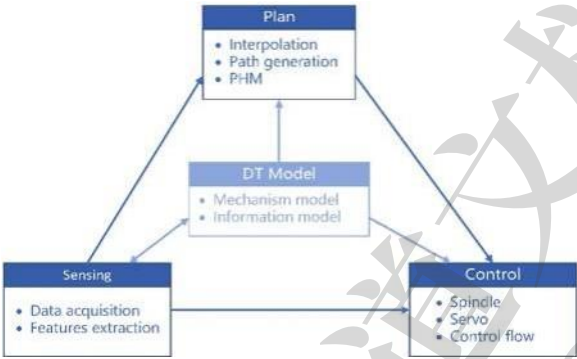 Plan
• Interpolation
• Path generation
• PHM
DT Model
• Mechanism model
• Information model
Sensing
• Data acquisition
• Features extraction
Control
• Spindle
• Servo
• Control flow